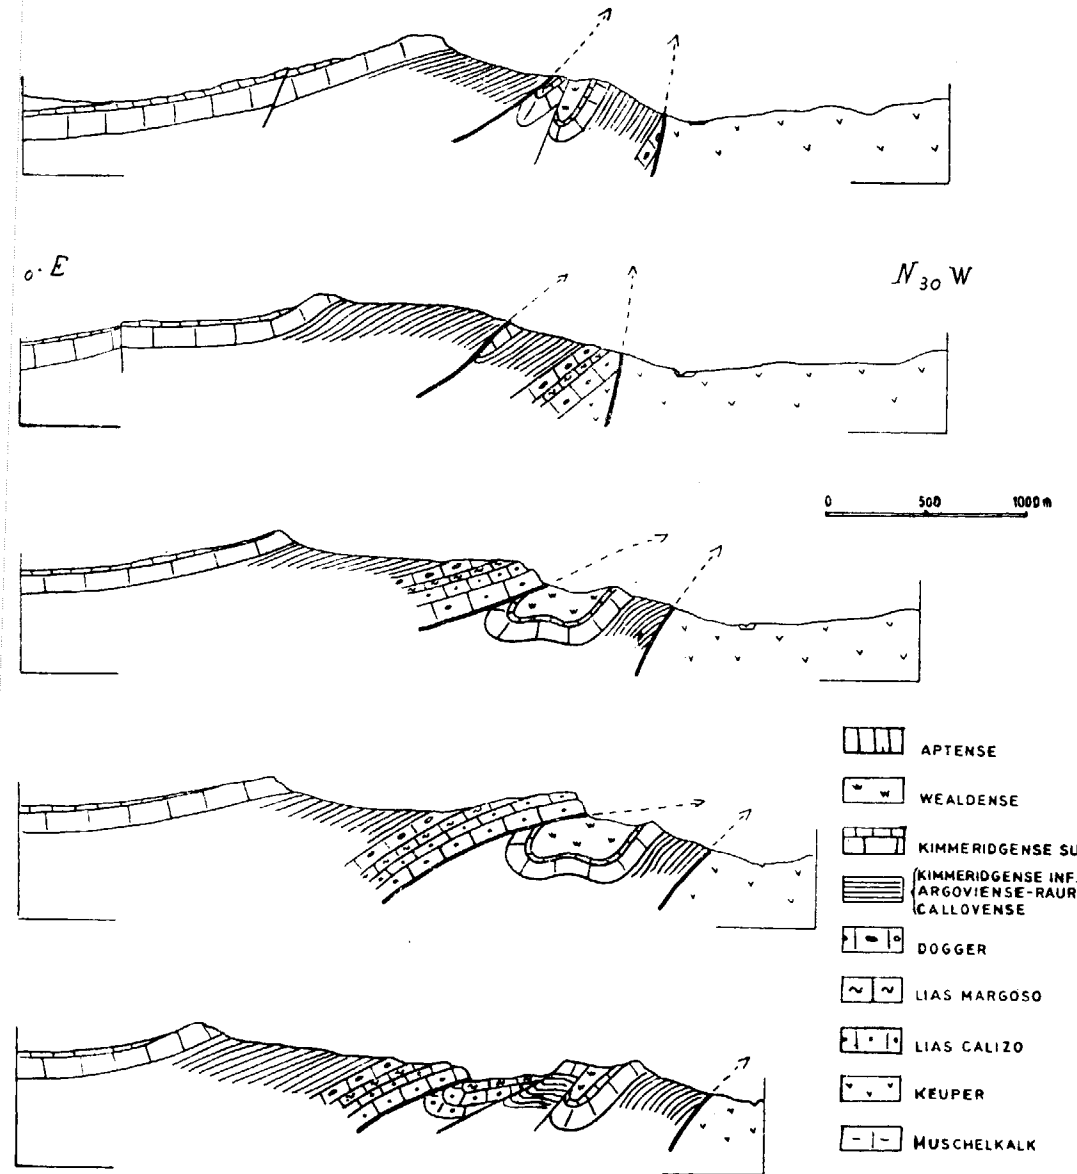 o. E
N 30 W
0 500 1000 m
APTENSE
WEALDENSE
KIMMERIDGENSE SU
KIMMERIDGENSE INF.
ARGOVIENSE-RAUR
CALLOVENSE
DOGGER
LIAS MARGOSO
LIAS CALIZO
KEUPER
MUSCHELKALK